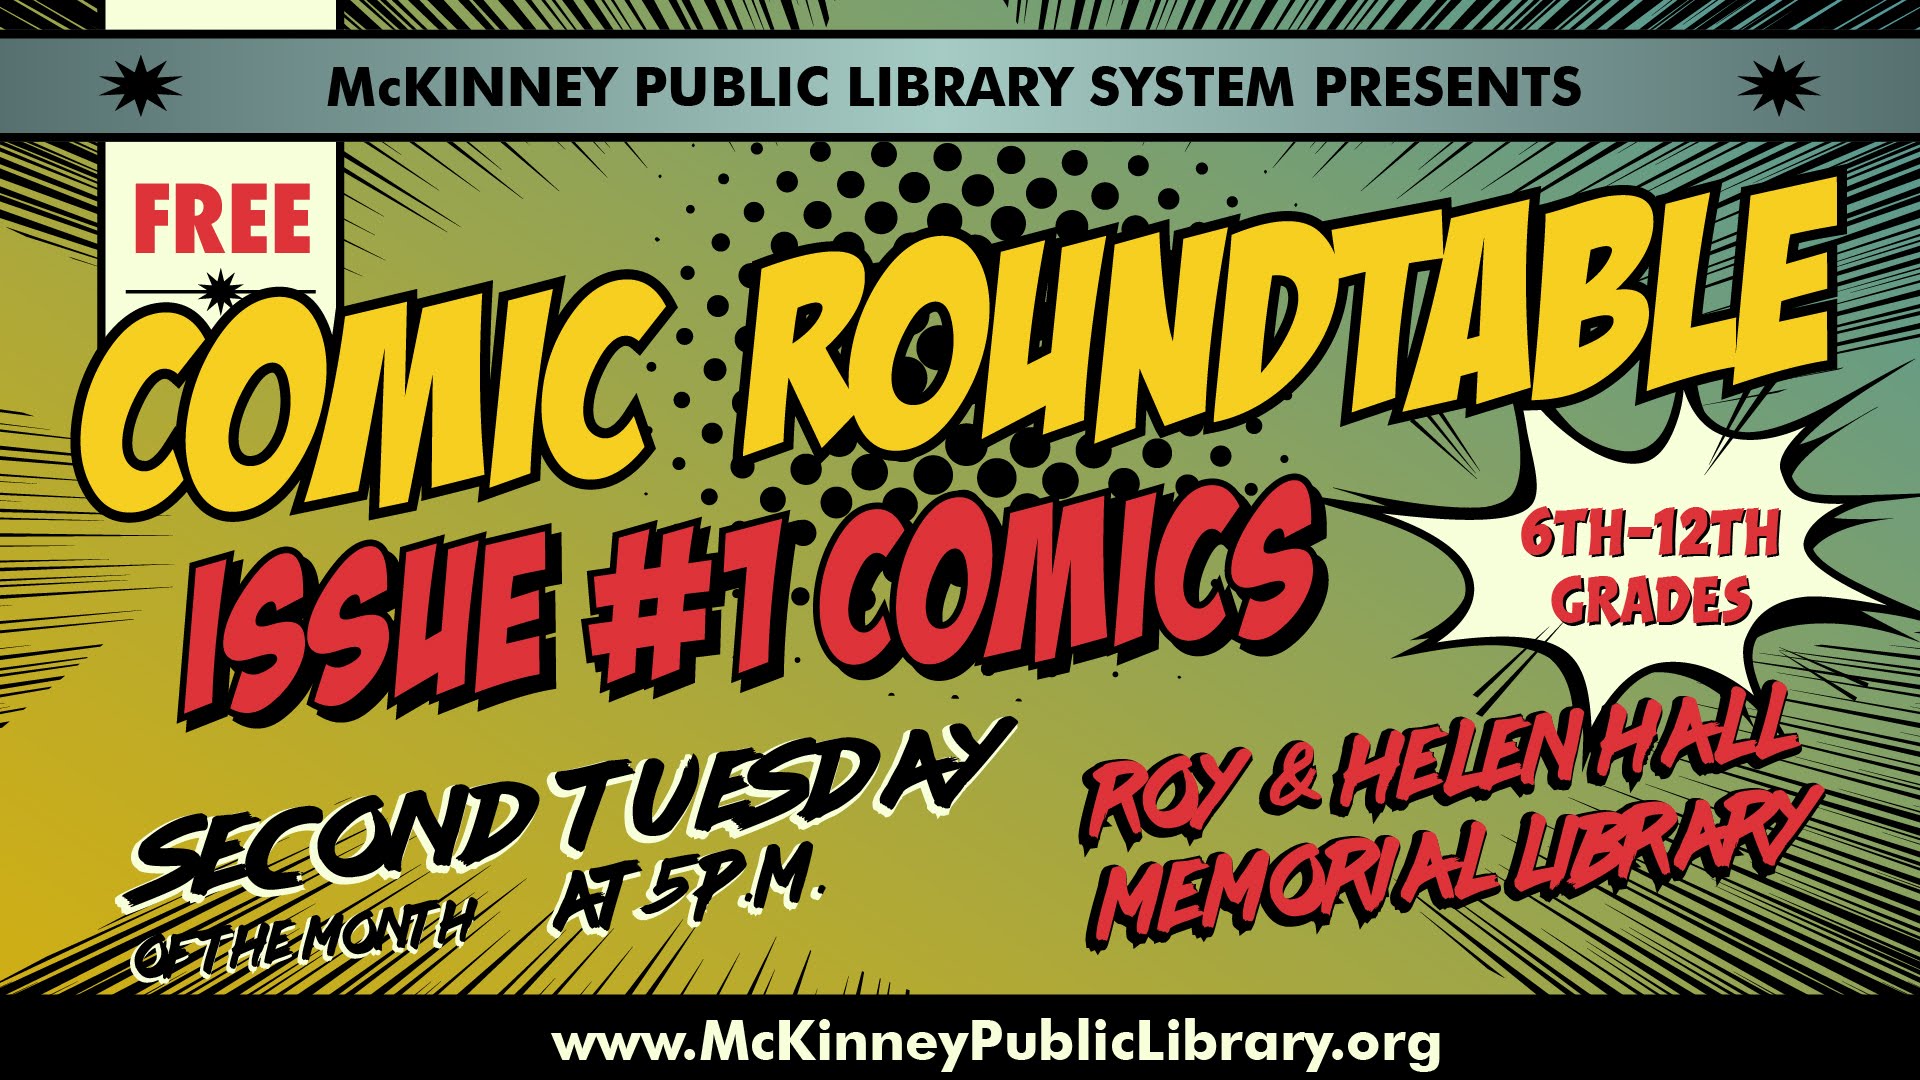 McKINNEY PUBLIC LIBRARY SYSTEM PRESENTS
FREE
COMIC ROUNDTABLE
ISSUE #1 COMICS
6TH-12TH
GRADES
SECOND TUESDAY
OF THE MONTH
AT 5 P.M.
ROY & HELEN HALL
MEMORIAL LIBRARY
www.McKinneyPublicLibrary.org